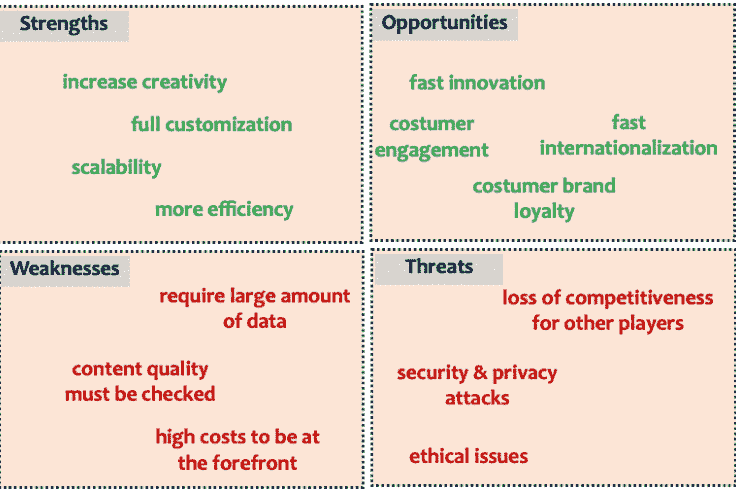 Strengths
increase creativity
full customization
scalability
more efficiency
Opportunities
fast innovation
costumer
engagement
fast
internationalization
costumer brand
loyalty
Weaknesses
require large amount
of data
content quality
must be checked
high costs to be at
the forefront
Threats
loss of competitiveness
for other players
security & privacy
attacks
ethical issues